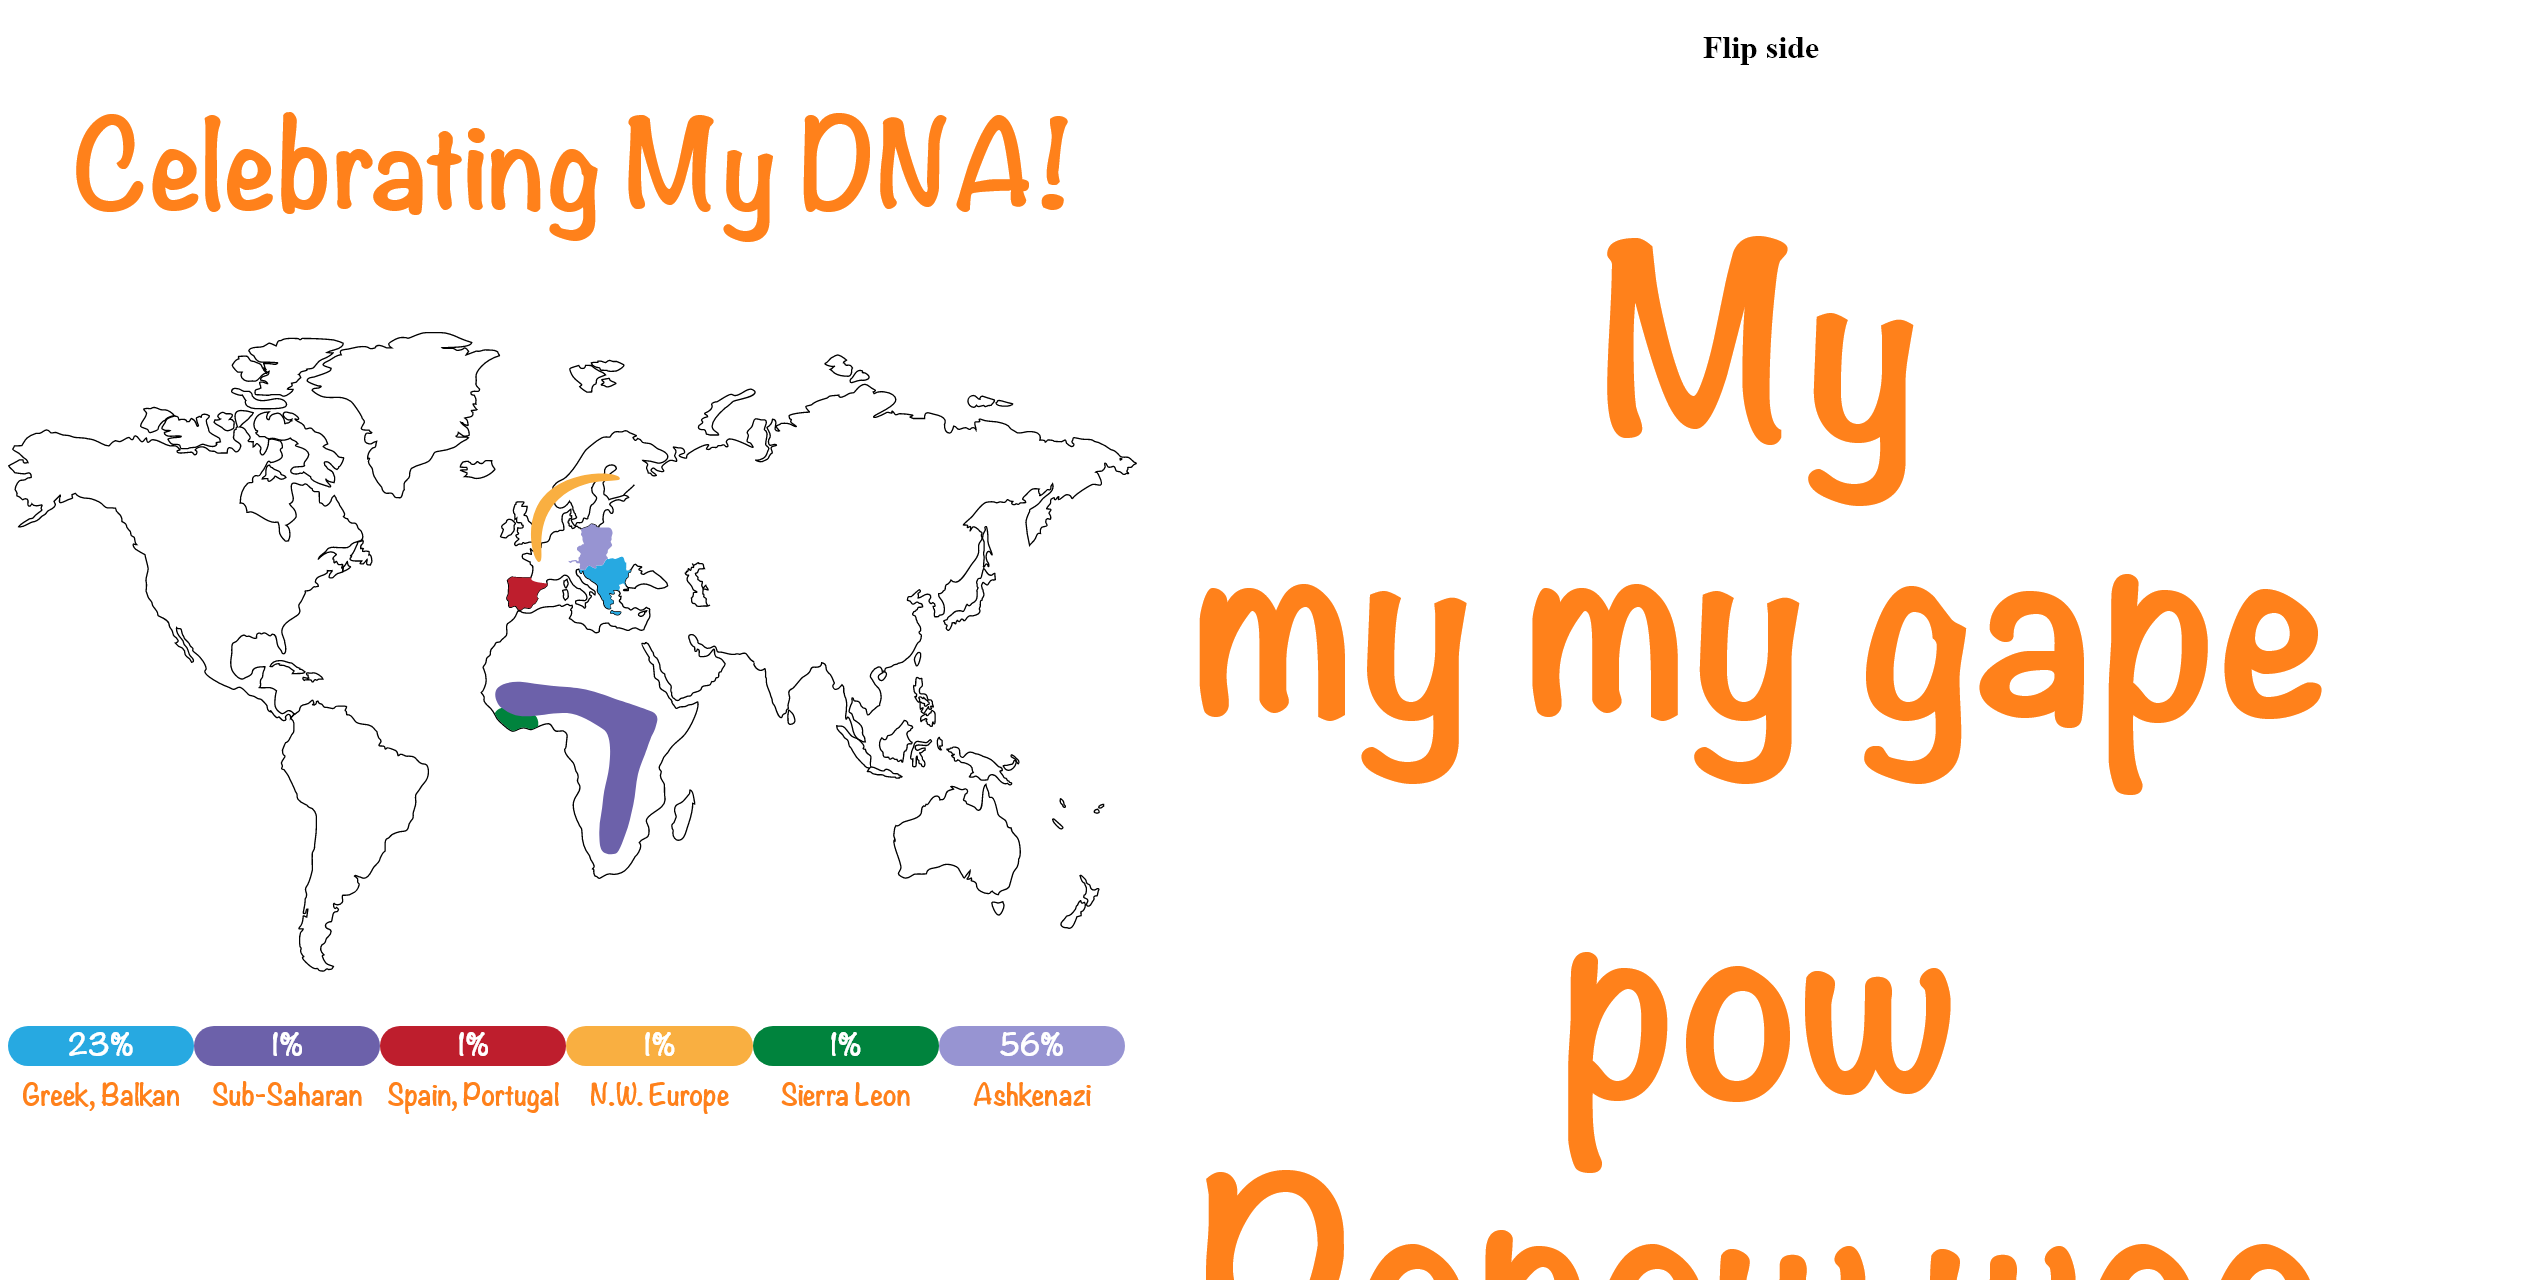 Flip side
Celebrating My DNA!
My
my my gape
pow
23% 1% 1% 1% 1% 56%
Greek, Balkan Sub-Saharan Spain, Portugal N.W. Europe Sierra Leon Ashkenazi